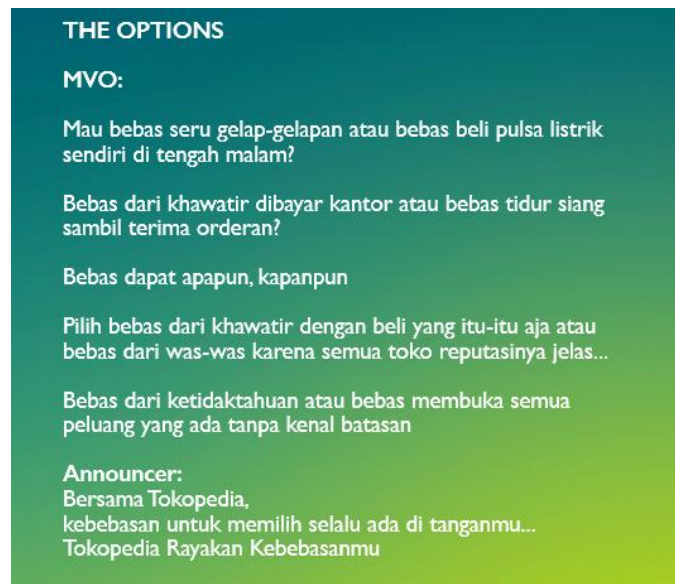 THE OPTIONS
MVO:
Mau bebas seru gelap-gelapan atau bebas beli pulsa listrik
sendiri di tengah malam?
Bebas dari khawatir dibayar kantor atau bebas tidur siang
sambil terima orderan?
Bebas dapat apapun, kapanpun
Pilih bebas dari khawatir dengan beli yang itu-itu aja atau
bebas dari was-was karena semua toko reputasinya jelas...
Bebas dari ketidaktahuan atau bebas membuka semua
peluang yang ada tanpa kenal batasan
Announcer:
Bersama Tokopedia,
kebebasan untuk memilih selalu ada di tanganmu...
Tokopedia Rayakan Kebebasanmu